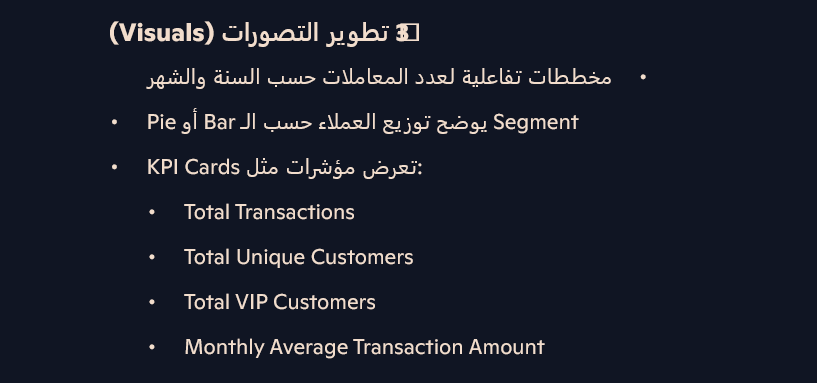 3 تطوير التصورات (Visuals)
• مخططات تفاعلية لعدد المعاملات حسب السنة والشهر
• Pie أو Bar يوضح توزيع العملاء حسب الـ Segment
• KPI Cards تعرض مؤشرات مثل:
• Total Transactions
• Total Unique Customers
• Total VIP Customers
• Monthly Average Transaction Amount